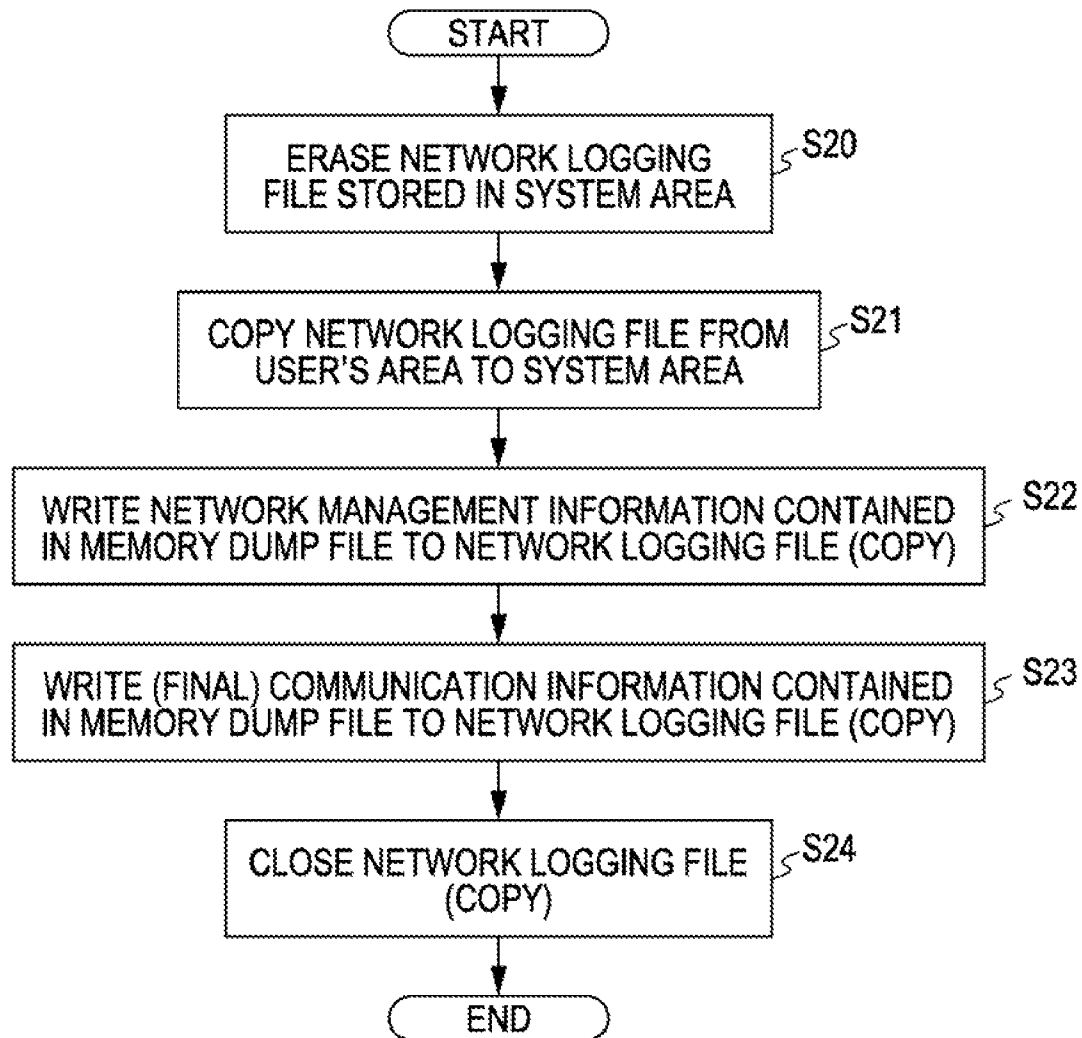 START
ERASE NETWORK LOGGING
FILE STORED IN SYSTEM AREA
S20
COPY NETWORK LOGGING FILE FROM
USER'S AREA TO SYSTEM AREA
S21
WRITE NETWORK MANAGEMENT INFORMATION CONTAINED
IN MEMORY DUMP FILE TO NETWORK LOGGING FILE (COPY)
S22
WRITE (FINAL) COMMUNICATION INFORMATION CONTAINED
IN MEMORY DUMP FILE TO NETWORK LOGGING FILE (COPY)
S23
CLOSE NETWORK LOGGING FILE
(COPY)
S24
END